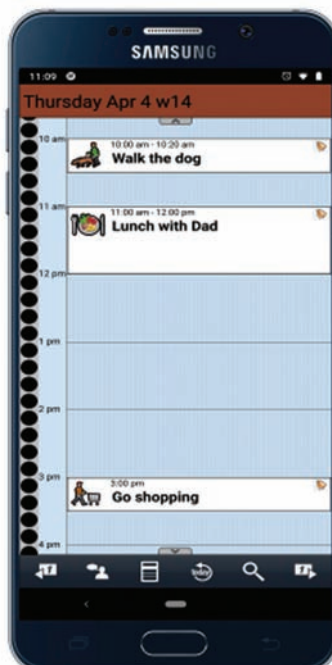 SAMSUNG
11:09
Thursday Apr 4 w14
10 am
10:00 am - 10:20 am
Walk the dog
11 am
11:00 am - 12:00 pm
Lunch with Dad
12 pm
1 pm
2 pm
3 pm
3:00 pm
Go shopping
4 pm
today